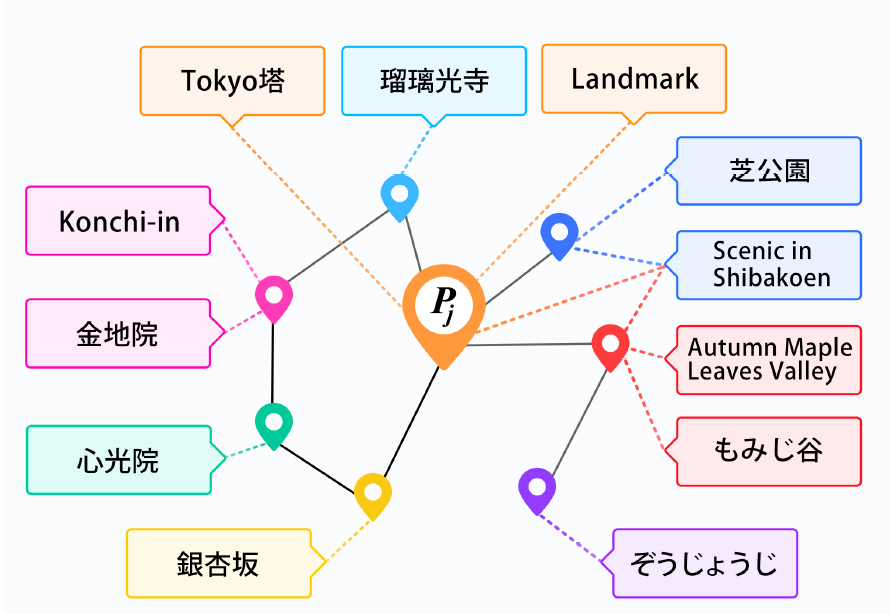 Tokyo塔
瑠璃光寺
Landmark
芝公園
Konchi-in
Scenic in
Shibakoen
Pj
金地院
Autumn Maple
Leaves Valley
心光院
もみじ谷
銀杏坂
ぞうじょうじ